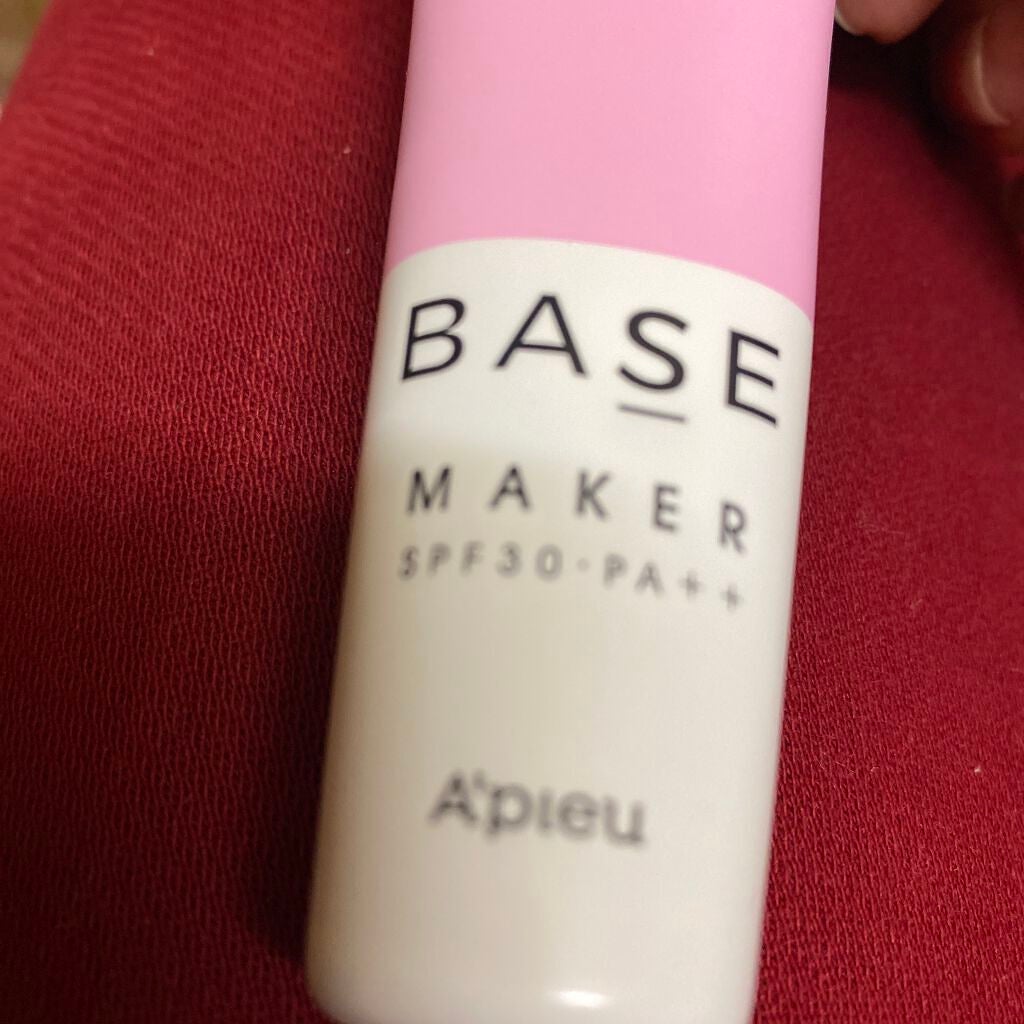 BASE
MAKER
SPF30·PA++
A'pieu